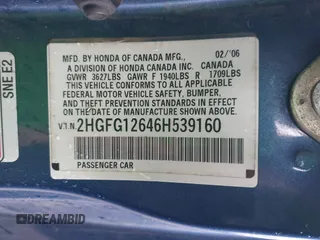 SNE E2
MFD. BY HONDA OF CANADA MFG., 02/'06
A DIVISION OF HONDA CANADA INC. CANADA
GVWR 3627LBS GAWR F 1940LBS R 1709LBS
THIS VEHICLE CONFORMS TO ALL APPLICABLE
FEDERAL MOTOR VEHICLE SAFETY, BUMPER,
AND THEFT PREVENTION STANDARDS IN
EFFECT ON THE DATE OF MANUFACTURE
SHOWN ABOVE.
V.I.N 2HGFG12646H539160
PASSENGER CAR
DREAMBID